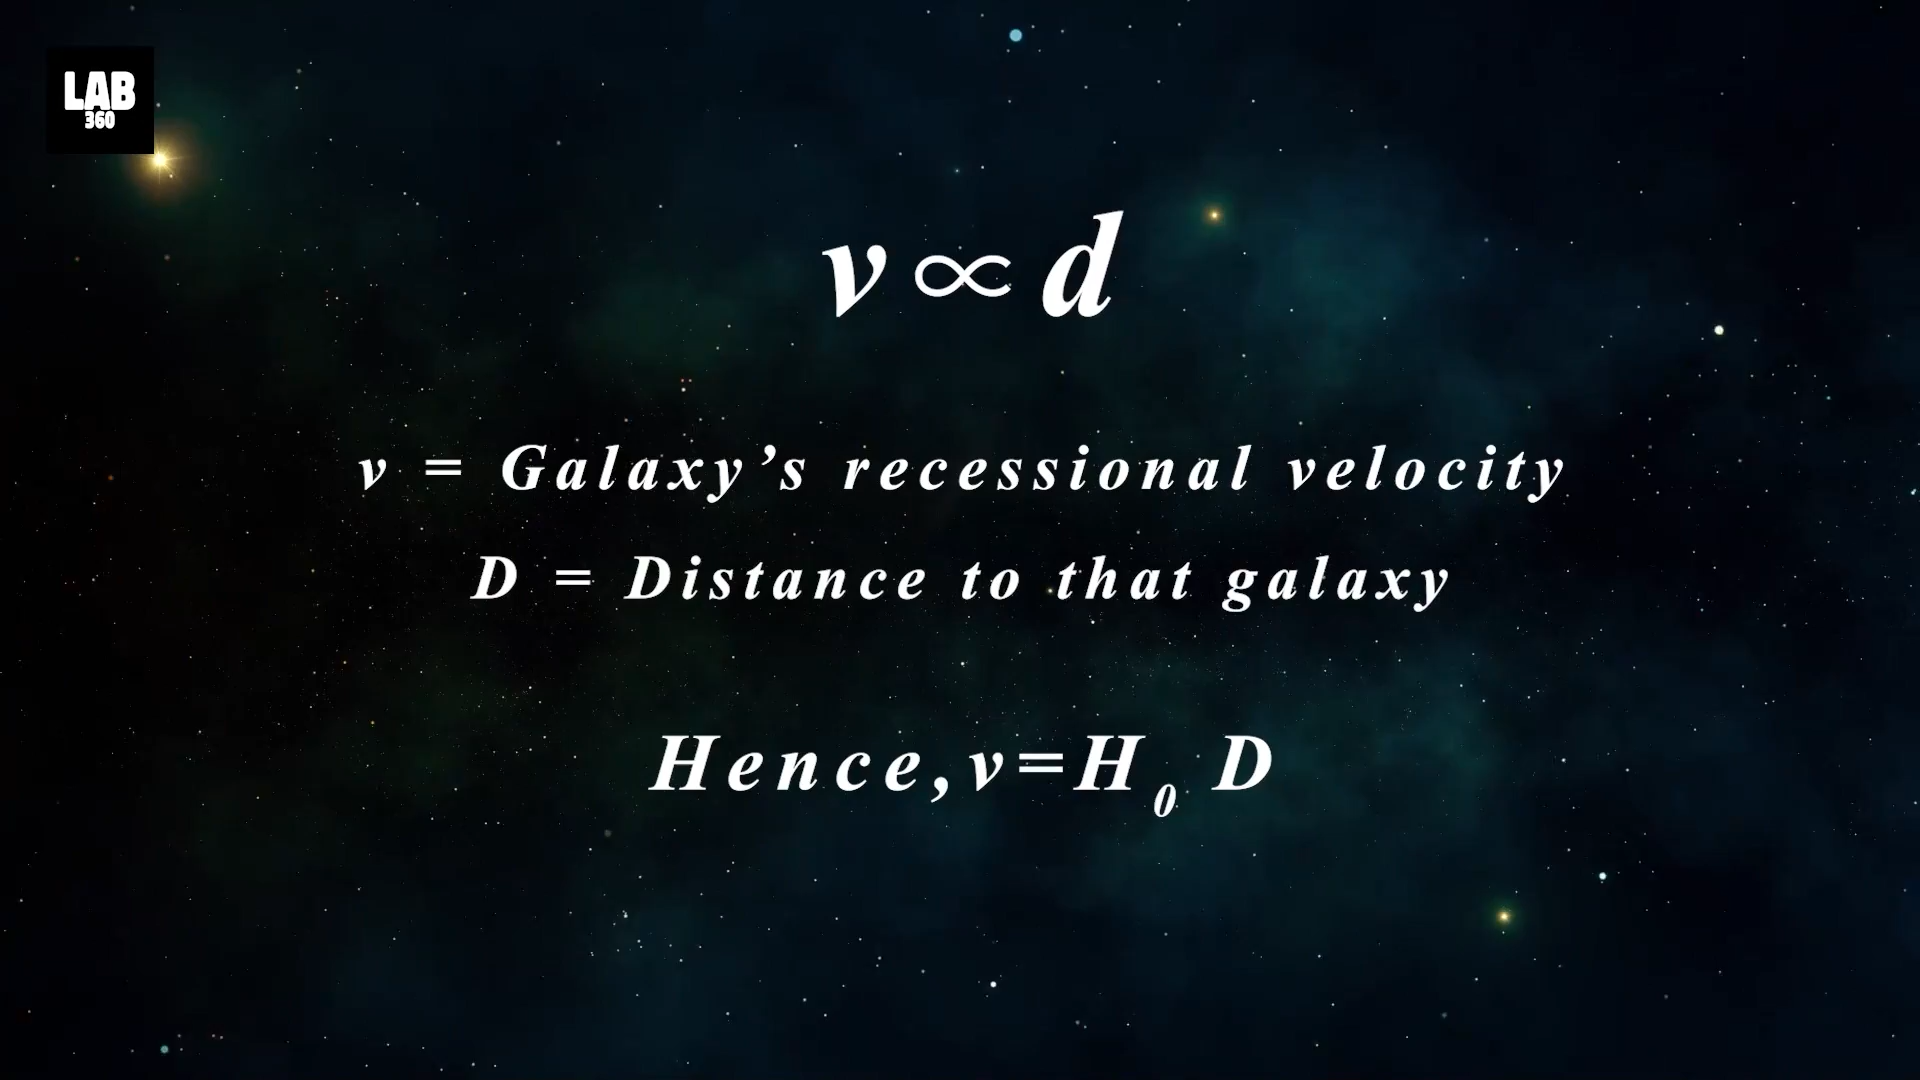 LAB
360
v ∝ d
v = Galaxy’s recessional velocity
D = Distance to that galaxy
Hence,v=H₀ D